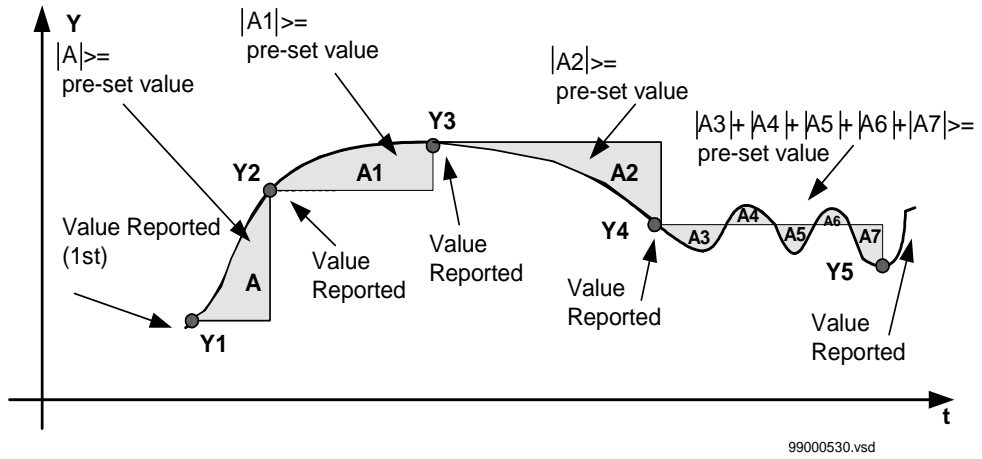 Y
|A|>=
pre-set value
|A1|>=
pre-set value
|A2|>=
pre-set value
|A3|+|A4|+|A5|+|A6|+|A7|>=
pre-set value
Y3
Y2
A1
A2
Value Reported
(1st)
A
Y1
Value
Reported
Value
Reported
Y4
A3
A4
A5
A6
A7
Y5
Value
Reported
Value
Reported
t
99000530.vsd